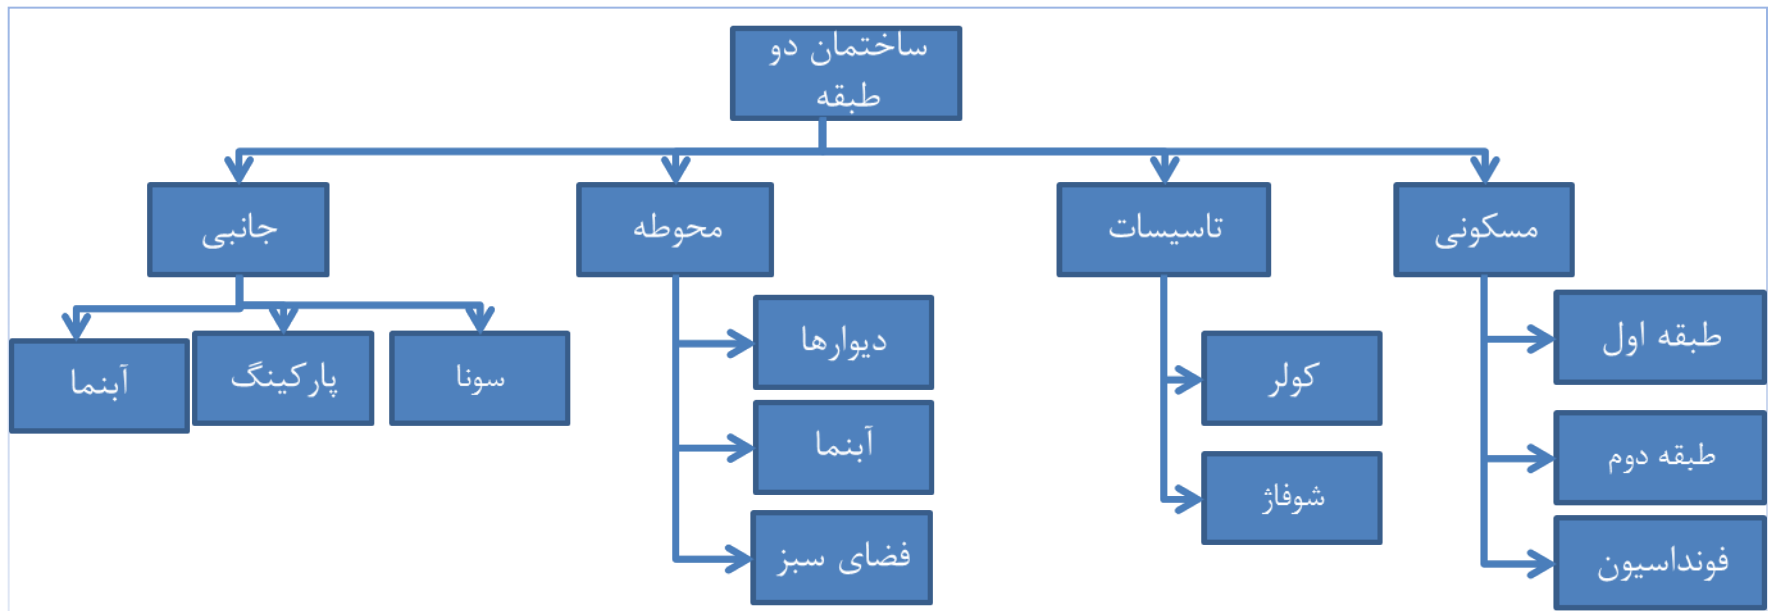 ساختمان دو
طبقه
مسکونی
تاسیسات
محوطه
جانبی
طبقه اول
طبقه دوم
فونداسیون
کولر
شوفاژ
دیوارها
آبنما
فضای سبز
سونا
پارکینگ
آبنما